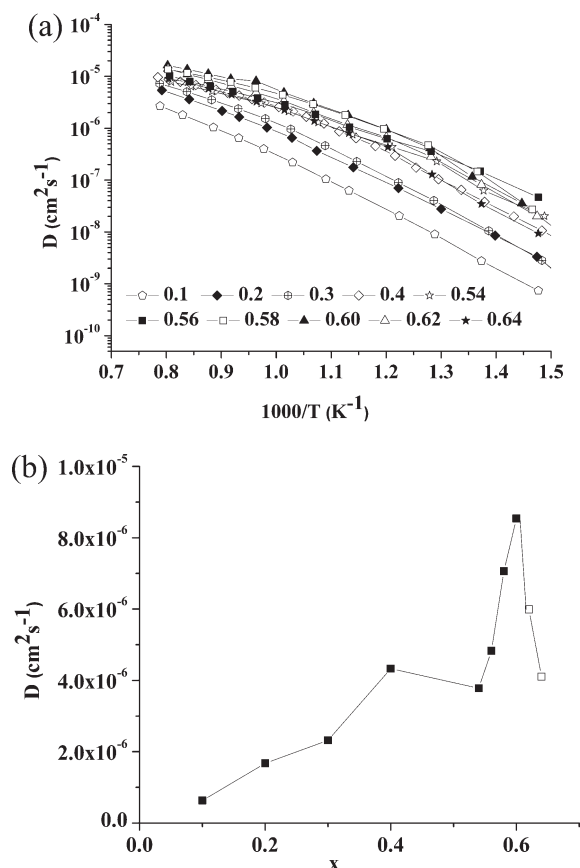 (a)
10⁻⁴
10⁻⁵
10⁻⁶
10⁻⁷
10⁻⁸
10⁻⁹
10⁻¹⁰
D (cm²s⁻¹)
0.1 0.2 0.3 0.4 0.54
0.56 0.58 0.60 0.62 0.64
0.7 0.8 0.9 1.0 1.1 1.2 1.3 1.4 1.5
1000/T (K⁻¹)
(b)
1.0x10⁻⁵
8.0x10⁻⁶
6.0x10⁻⁶
4.0x10⁻⁶
2.0x10⁻⁶
0.0
D (cm²s⁻¹)
0.0 0.2 0.4 0.6
x